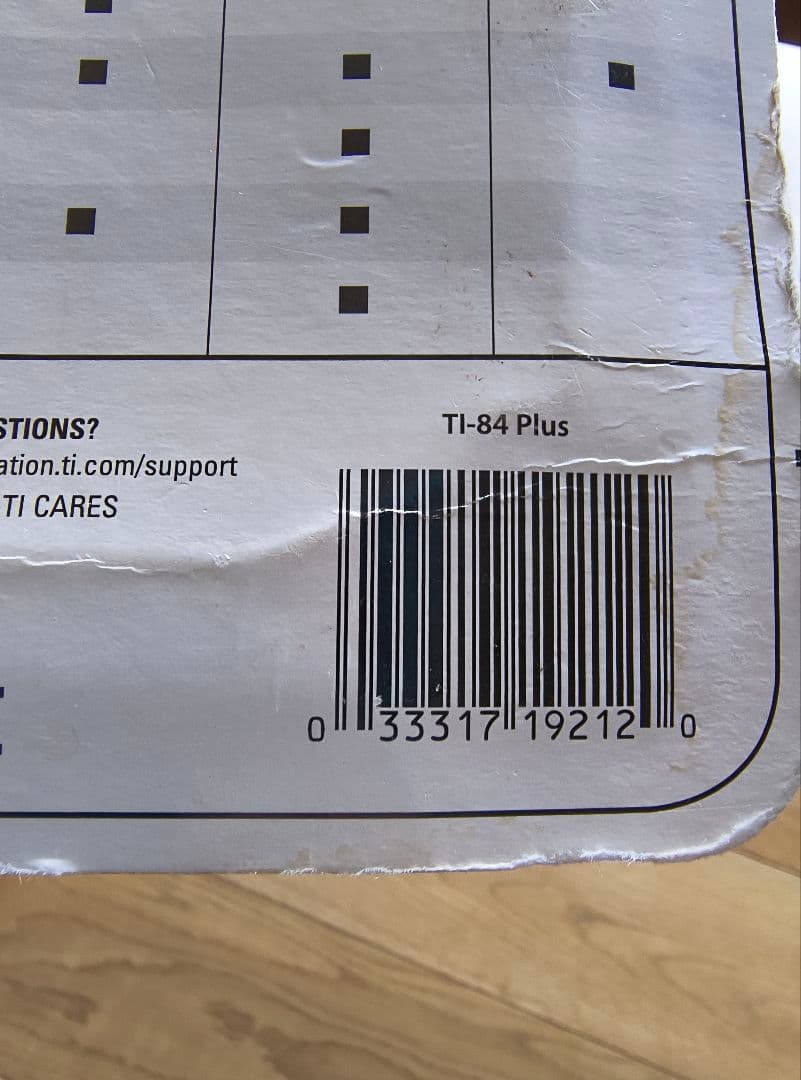 STIONS?
ation.ti.com/support
TI CARES
TI-84 Plus
0 33317 19212 0